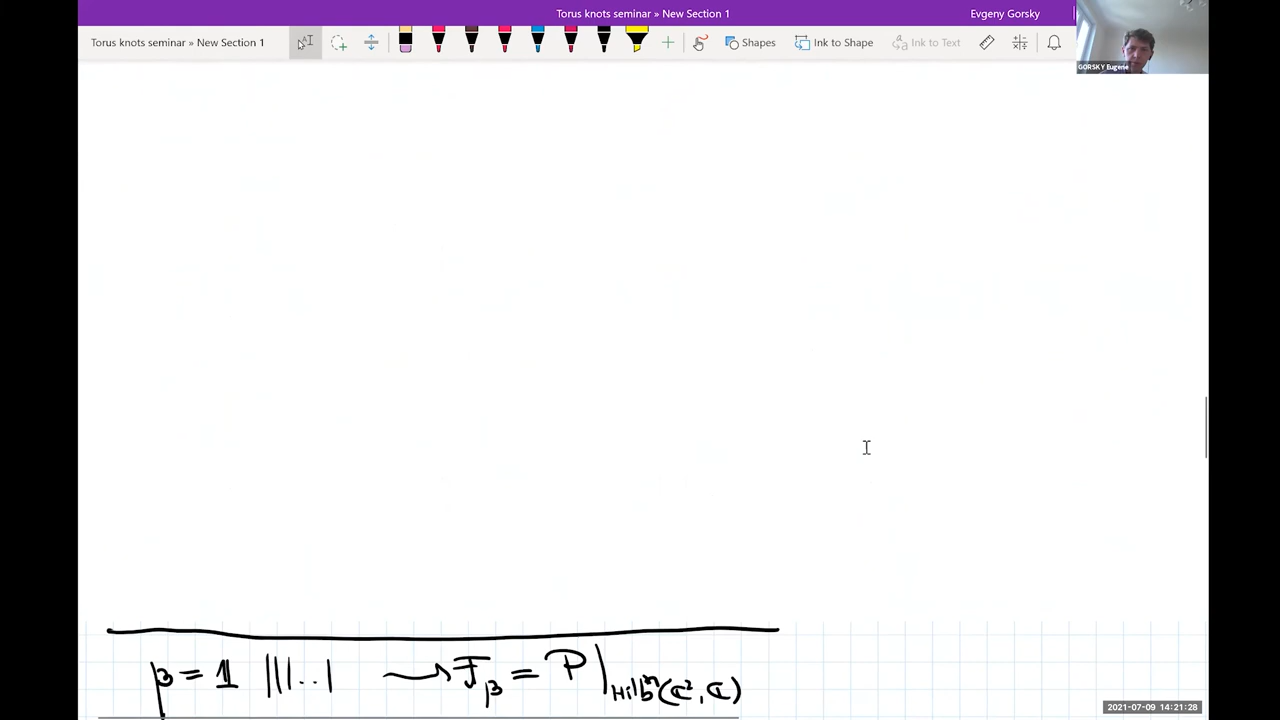 Torus knots seminar » New Section 1
Evgeny Gorsky
Torus knots seminar » New Section 1
Shapes
Ink to Shape
Ink to Text
GORSKY Eugene
β = 𝟙 |||..| ⟿ F_β = P|_{Hilb^n(ℂ², ℂ)}
2021-07-09 14:21:28